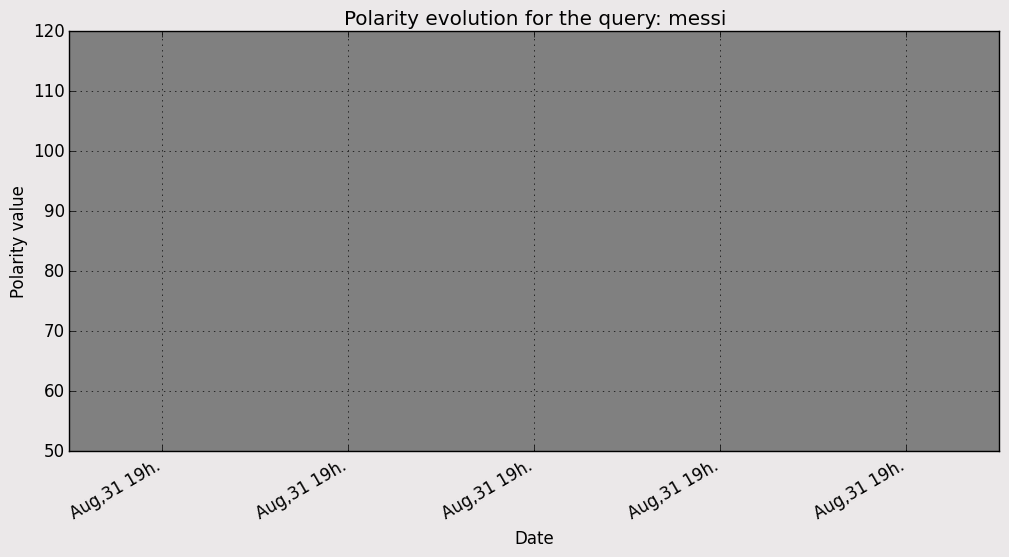 Polarity evolution for the query: messi
120
110
100
90
80
70
60
50
Polarity value
Aug,31 19h.
Aug,31 19h.
Aug,31 19h.
Aug,31 19h.
Aug,31 19h.
Date